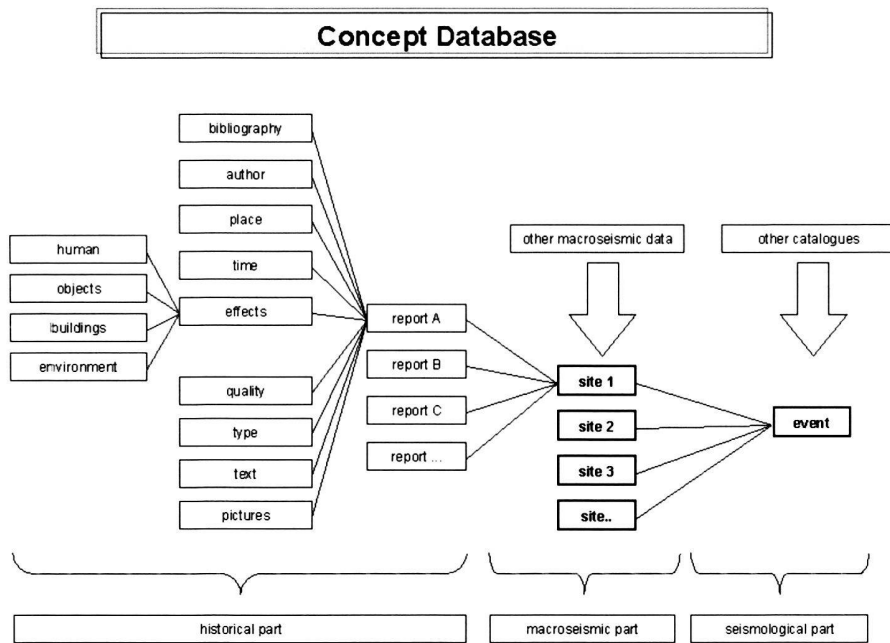 Concept Database
bibliography
author
place
time
effects
quality
type
text
pictures
human
objects
buildings
environment
report A
report B
report C
report ...
other macroseismic data
site 1
site 2
site 3
site..
other catalogues
event
historical part
macroseismic part
seismological part